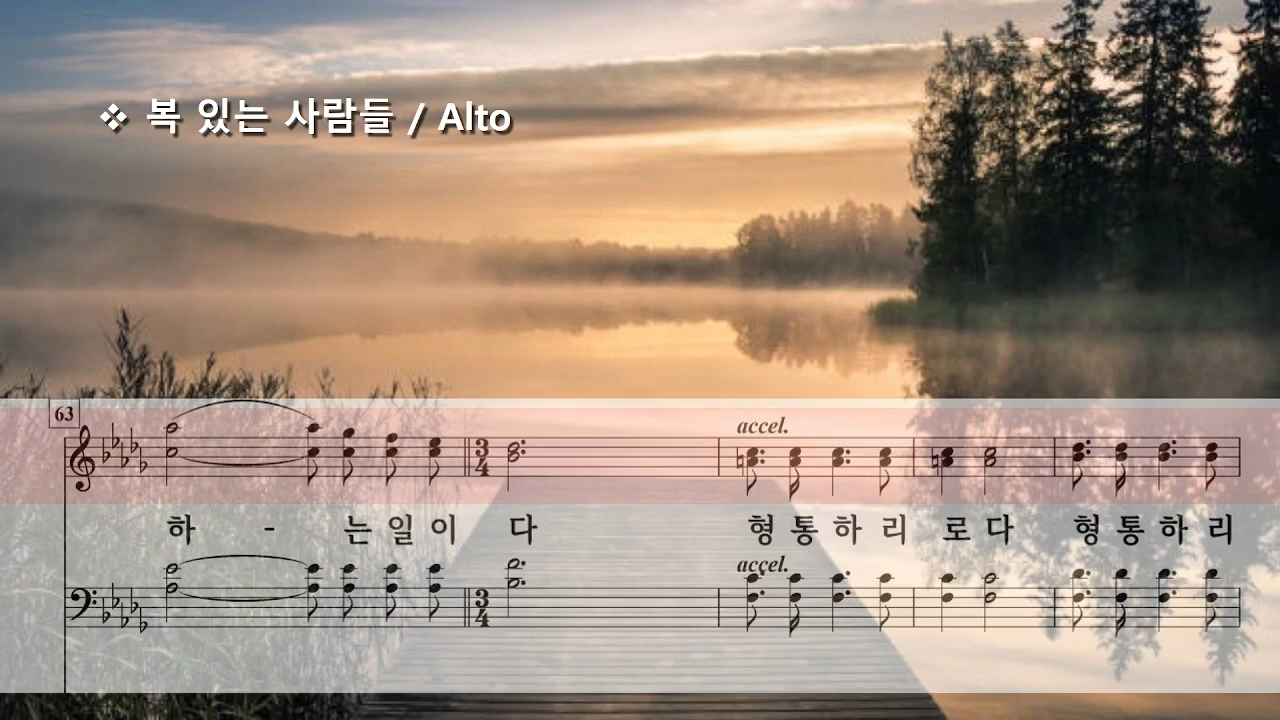 ❖ 복 있는 사람들 / Alto
63
accel.
3
4
하 - 는 일 이 다 형 통 하 리 로 다 형 통 하 리
accel.
3
4